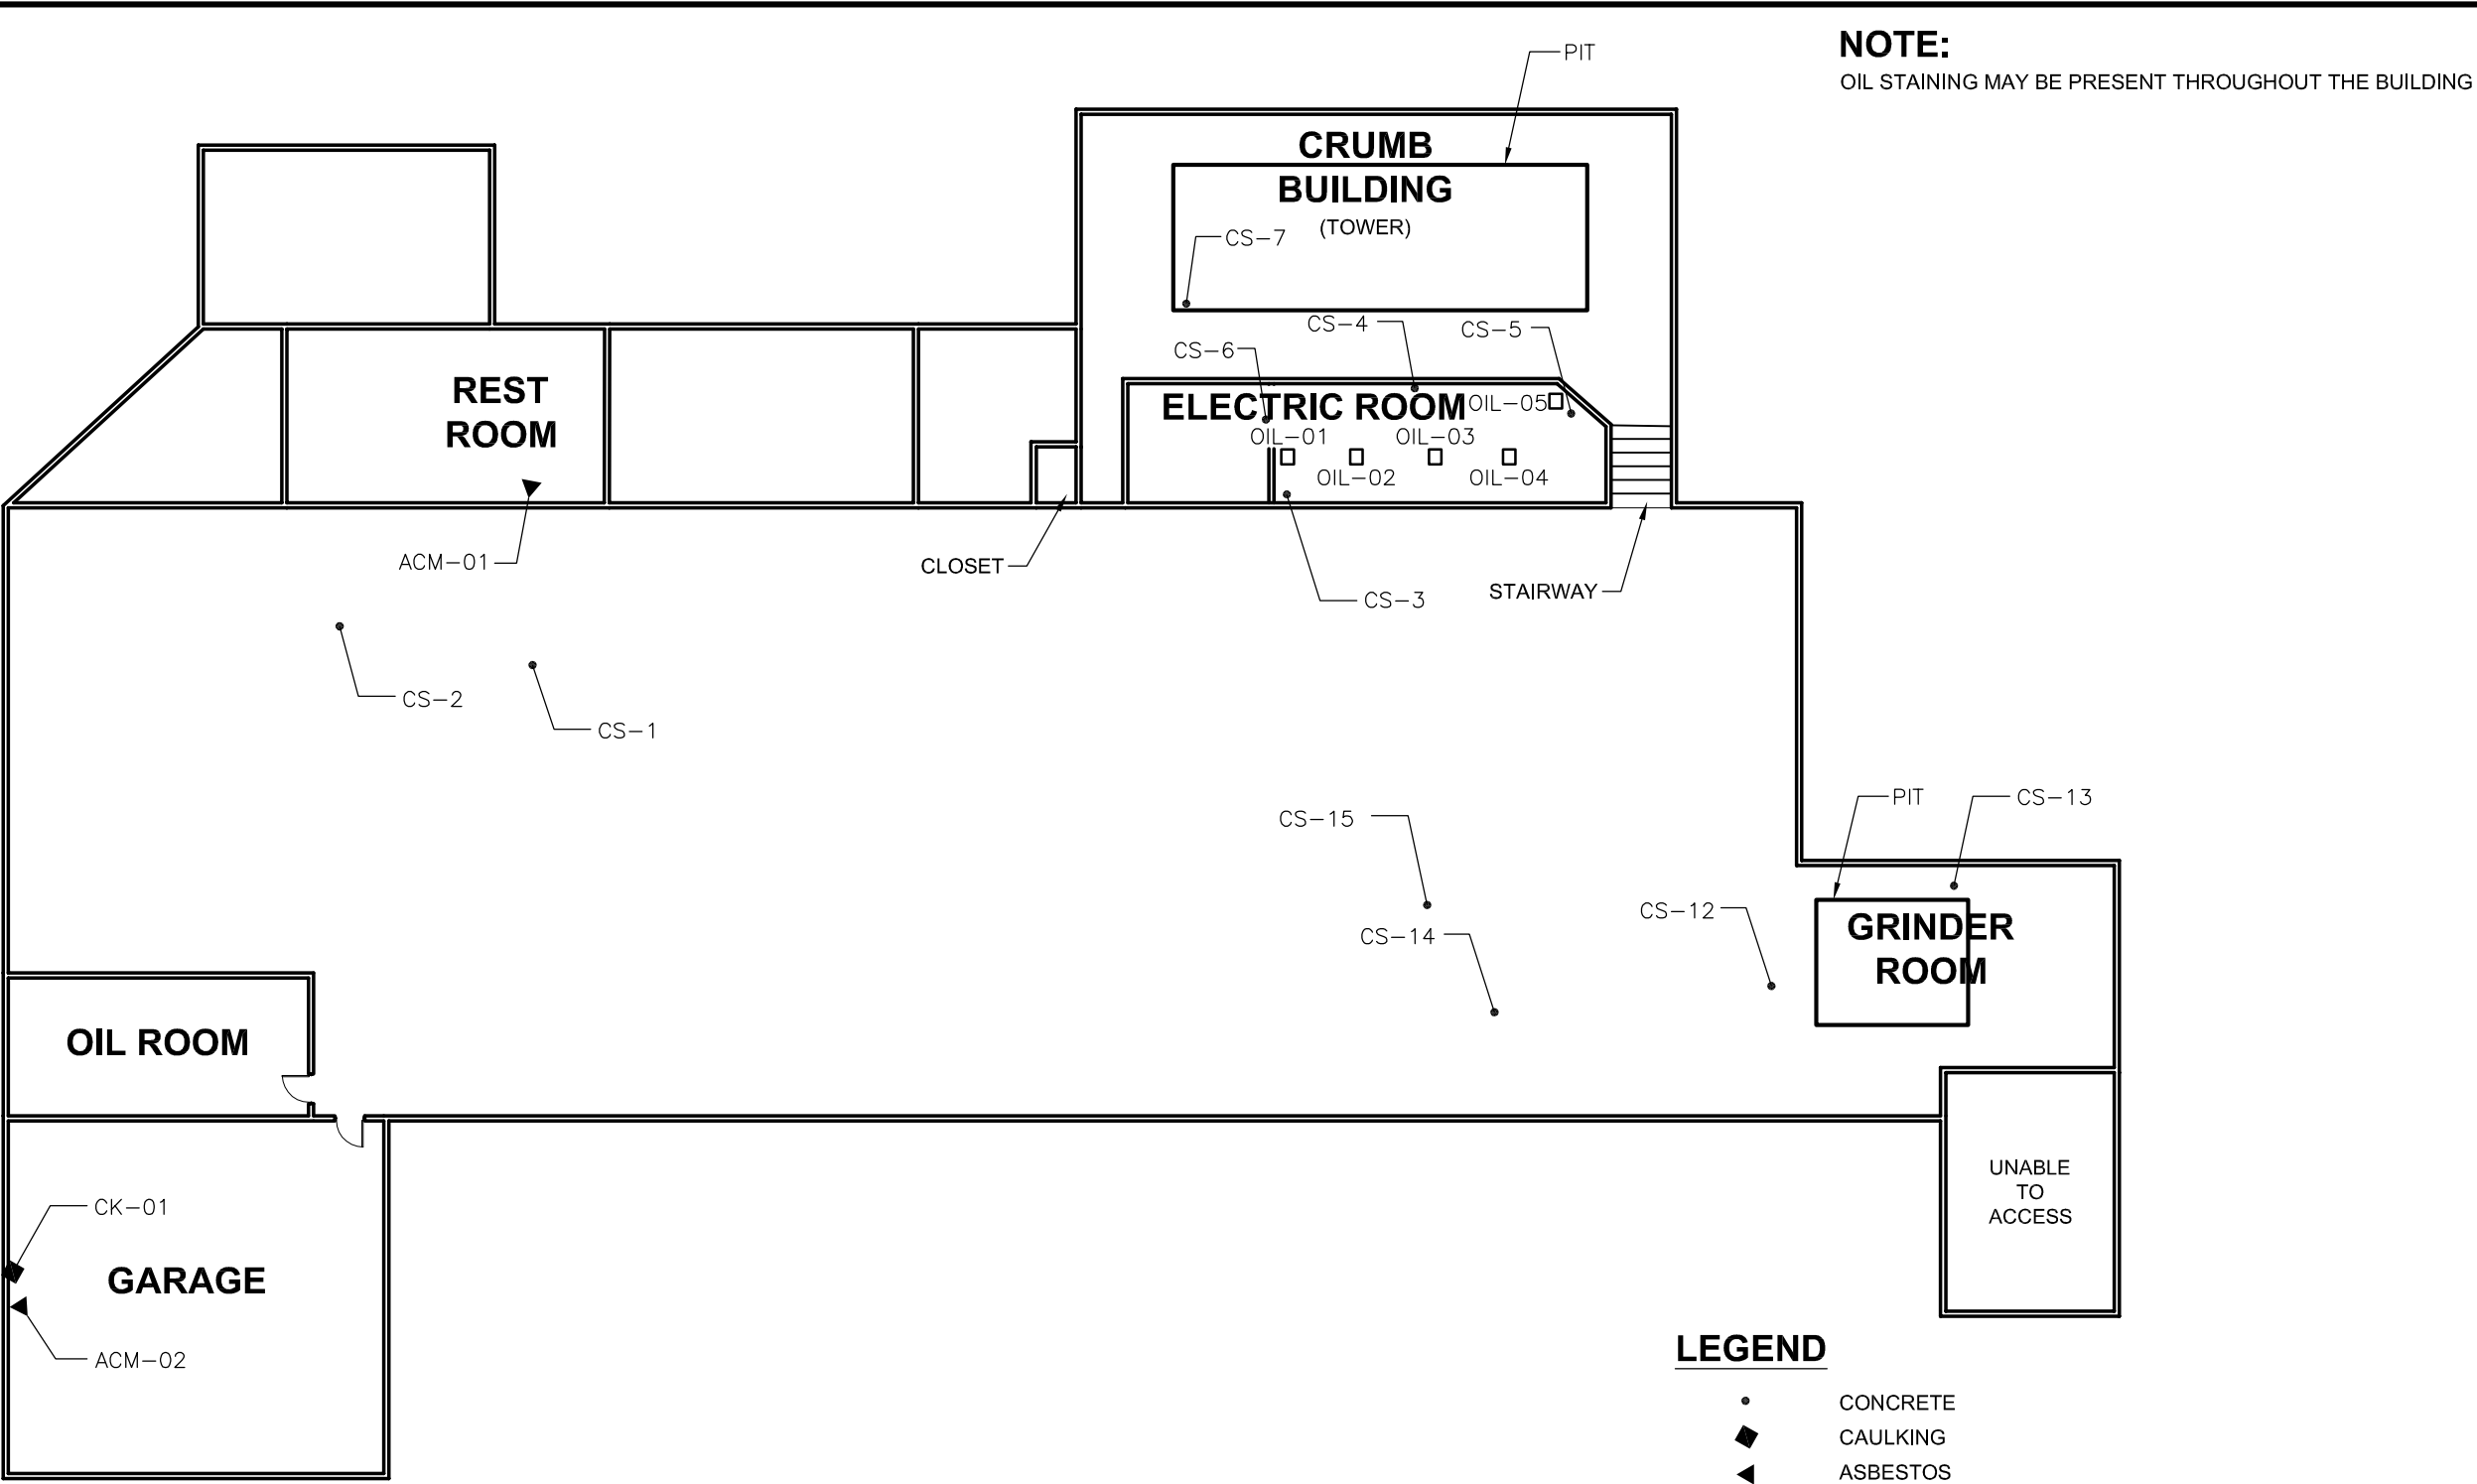 NOTE:
OIL STAINING MAY BE PRESENT THROUGHOUT THE BUILDING
PIT
CRUMB
BUILDING
(TOWER)
CS-7
CS-4
CS-5
CS-6
REST
ROOM
ELECTRIC ROOM
OIL-05
OIL-01
OIL-03
OIL-02
OIL-04
ACM-01
CLOSET
CS-3
STAIRWAY
CS-2
CS-1
PIT
CS-13
CS-15
CS-12
CS-14
GRINDER
ROOM
OIL ROOM
UNABLE
TO
ACCESS
CK-01
GARAGE
ACM-02
LEGEND
CONCRETE
CAULKING
ASBESTOS